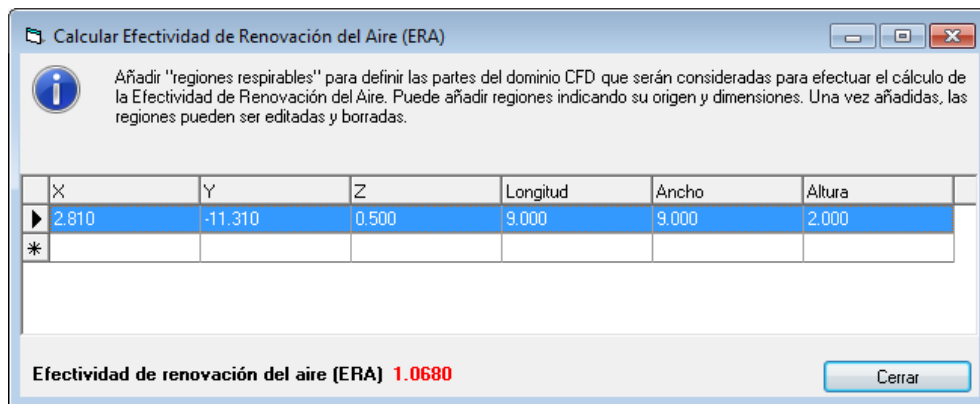 Calcular Efectividad de Renovación del Aire (ERA)
Añadir "regiones respirables" para definir las partes del dominio CFD que serán consideradas para efectuar el cálculo de
la Efectividad de Renovación del Aire. Puede añadir regiones indicando su origen y dimensiones. Una vez añadidas, las
regiones pueden ser editadas y borradas.
X Y Z Longitud Ancho Altura
2.810 -11.310 0.500 9.000 9.000 2.000
Efectividad de renovación del aire (ERA) 1.0680
Cerrar